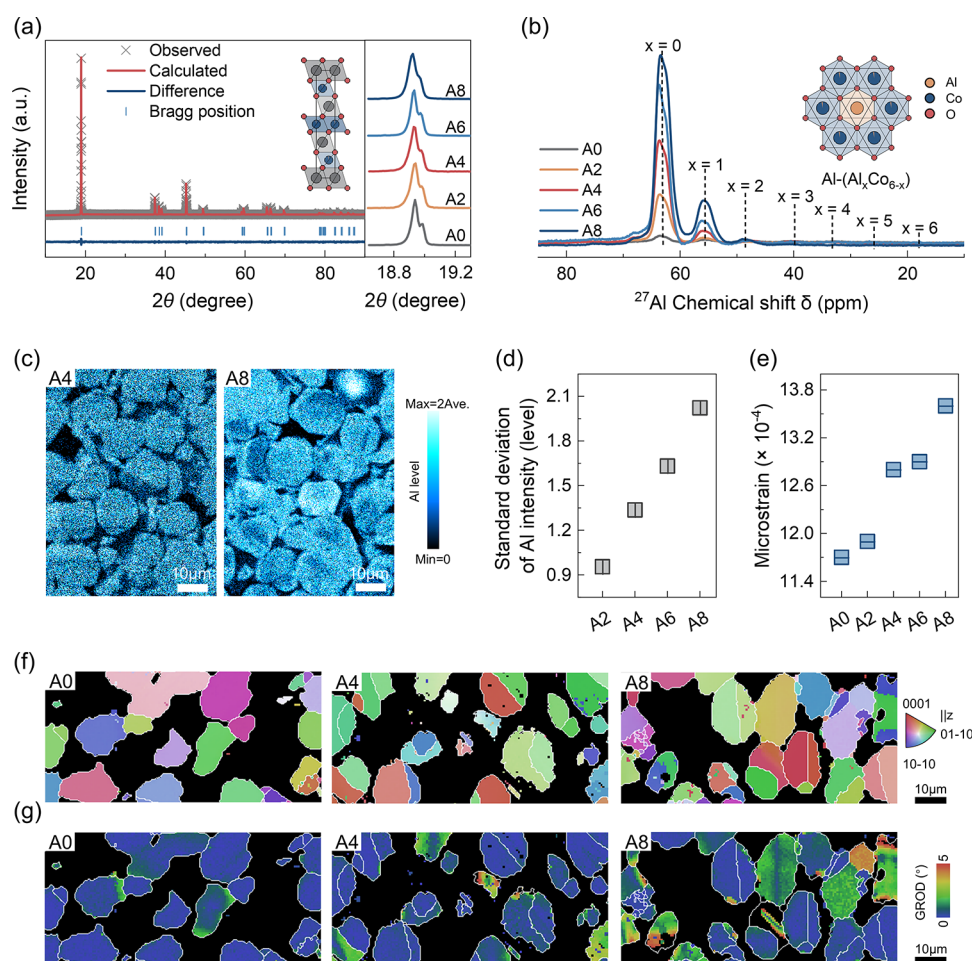 (a)
Observed
Calculated
Difference
Bragg position
A8
A6
A4
A2
A0
Intensity (a.u.)
20 40 60 80
18.8 19.2
2θ (degree)
2θ (degree)
(b)
x = 0
x = 1
x = 2
x = 3
x = 4
x = 5
x = 6
A0
A2
A4
A6
A8
Al
Co
O
Al-(AlₓCo₆₋ₓ)
80 60 40 20
²⁷Al Chemical shift δ (ppm)
(c)
A4
A8
10μm
10μm
Max=2Ave.
Al level
Min=0
(d)
Standard deviation
of Al intensity (level)
2.1
1.8
1.5
1.2
0.9
A2 A4 A6 A8
(e)
Microstrain (× 10⁻⁴)
13.8
13.2
12.6
12.0
11.4
A0 A2 A4 A6 A8
(f)
A0
A4
A8
0001
||z
01-10
10-10
10μm
(g)
A0
A4
A8
GROD (°)
5
0
10μm